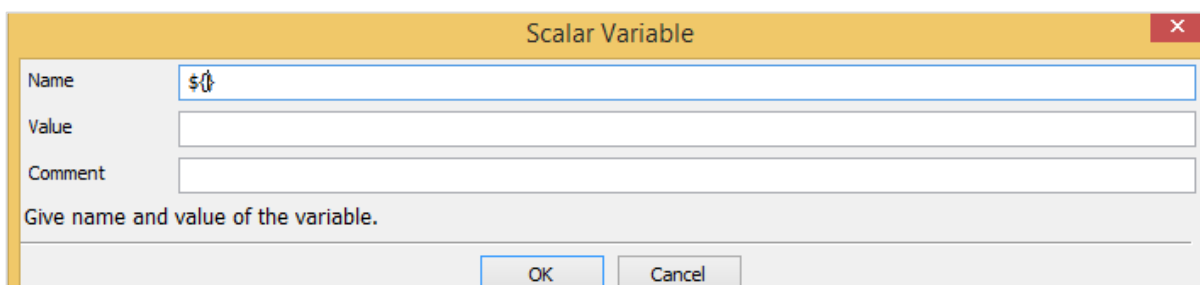 Scalar Variable
Name ${}
Value
Comment
Give name and value of the variable.
OK Cancel